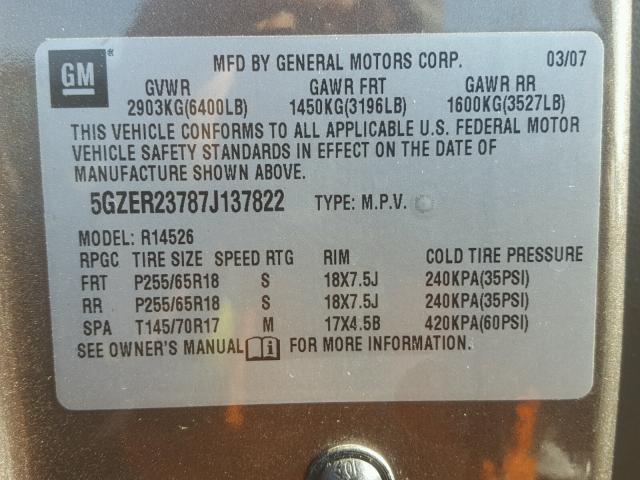 GM ®
MFD BY GENERAL MOTORS CORP. 03/07
GVWR GAWR FRT GAWR RR
2903KG(6400LB) 1450KG(3196LB) 1600KG(3527LB)
THIS VEHICLE CONFORMS TO ALL APPLICABLE U.S. FEDERAL MOTOR
VEHICLE SAFETY STANDARDS IN EFFECT ON THE DATE OF
MANUFACTURE SHOWN ABOVE.
5GZER23787J137822 TYPE: M.P.V.
MODEL: R14526
RPGC TIRE SIZE SPEED RTG RIM COLD TIRE PRESSURE
FRT P255/65R18 S 18X7.5J 240KPA(35PSI)
RR P255/65R18 S 18X7.5J 240KPA(35PSI)
SPA T145/70R17 M 17X4.5B 420KPA(60PSI)
SEE OWNER'S MANUAL i FOR MORE INFORMATION.